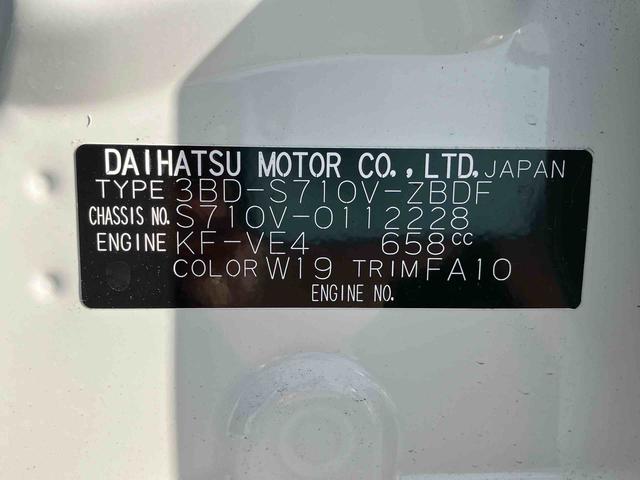 DAIHATSU MOTOR CO., LTD. JAPAN
TYPE 3BD-S710V-ZBDF
CHASSIS NO. S710V-0112228
ENGINE KF-VE4 658cc
COLOR W19 TRIM FA10
ENGINE NO.